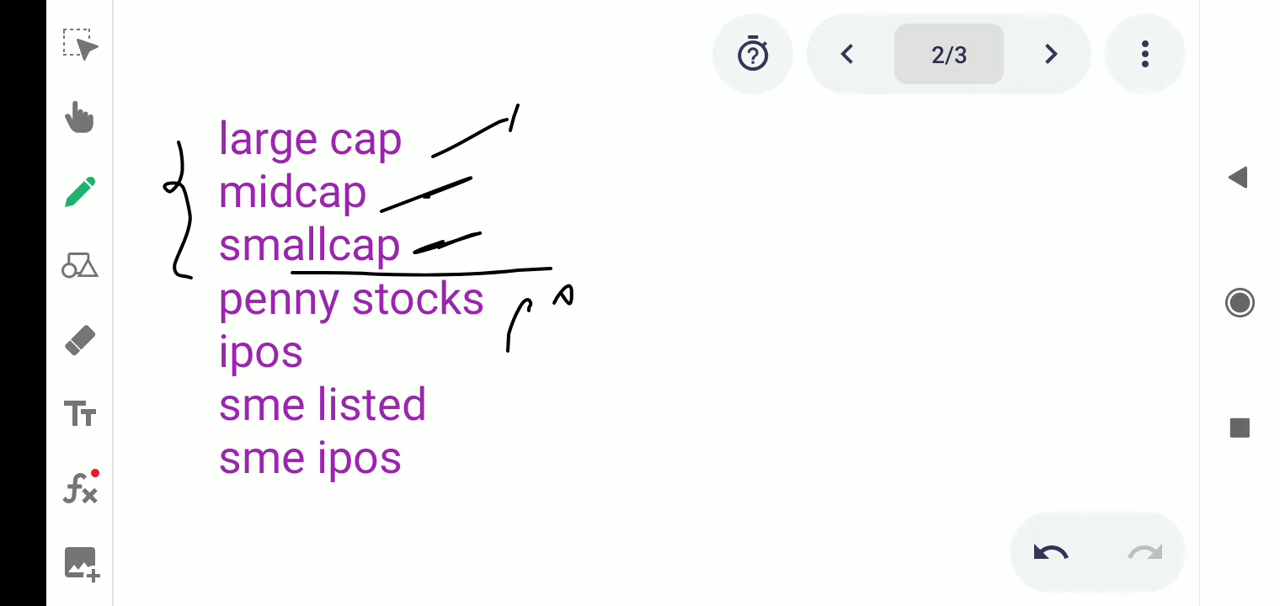 2/3
large cap
midcap
smallcap
penny stocks
ipos
sme listed
sme ipos